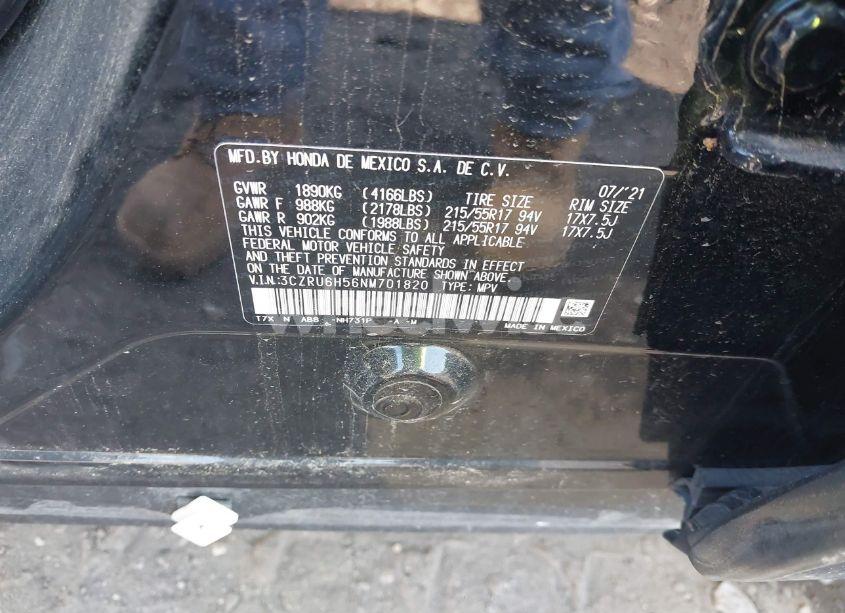 MFD. BY HONDA DE MEXICO S.A. DE C.V.
07/'21
GVWR 1890KG (4166LBS) TIRE SIZE RIM SIZE
GAWR F 988KG (2178LBS) 215/55R17 94V 17X7.5J
GAWR R 902KG (1988LBS) 215/55R17 94V 17X7.5J
THIS VEHICLE CONFORMS TO ALL APPLICABLE
FEDERAL MOTOR VEHICLE SAFETY
AND THEFT PREVENTION STANDARDS IN EFFECT
ON THE DATE OF MANUFACTURE SHOWN ABOVE.
V.I.N:3CZRU6H56NM701820 TYPE: MPV
T7X N ABS -NH731P -A -M
MADE IN MEXICO